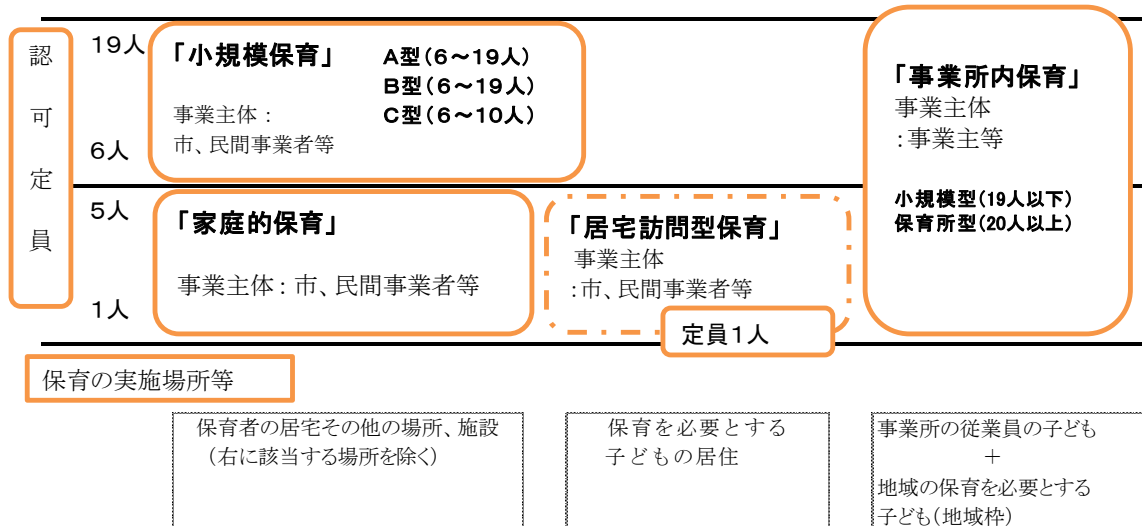 認可定員
19人
6人
5人
1人
「小規模保育」 A型(6～19人)
B型(6～19人)
C型(6～10人)
事業主体：
市、民間事業者等
「家庭的保育」
事業主体：市、民間事業者等
「居宅訪問型保育」
事業主体
:市、民間事業者等
定員1人
「事業所内保育」
事業主体
:事業主等
小規模型(19人以下)
保育所型(20人以上)
保育の実施場所等
保育者の居宅その他の場所、施設
(右に該当する場所を除く)
保育を必要とする
子どもの居住
事業所の従業員の子ども
+
地域の保育を必要とする
子ども(地域枠)